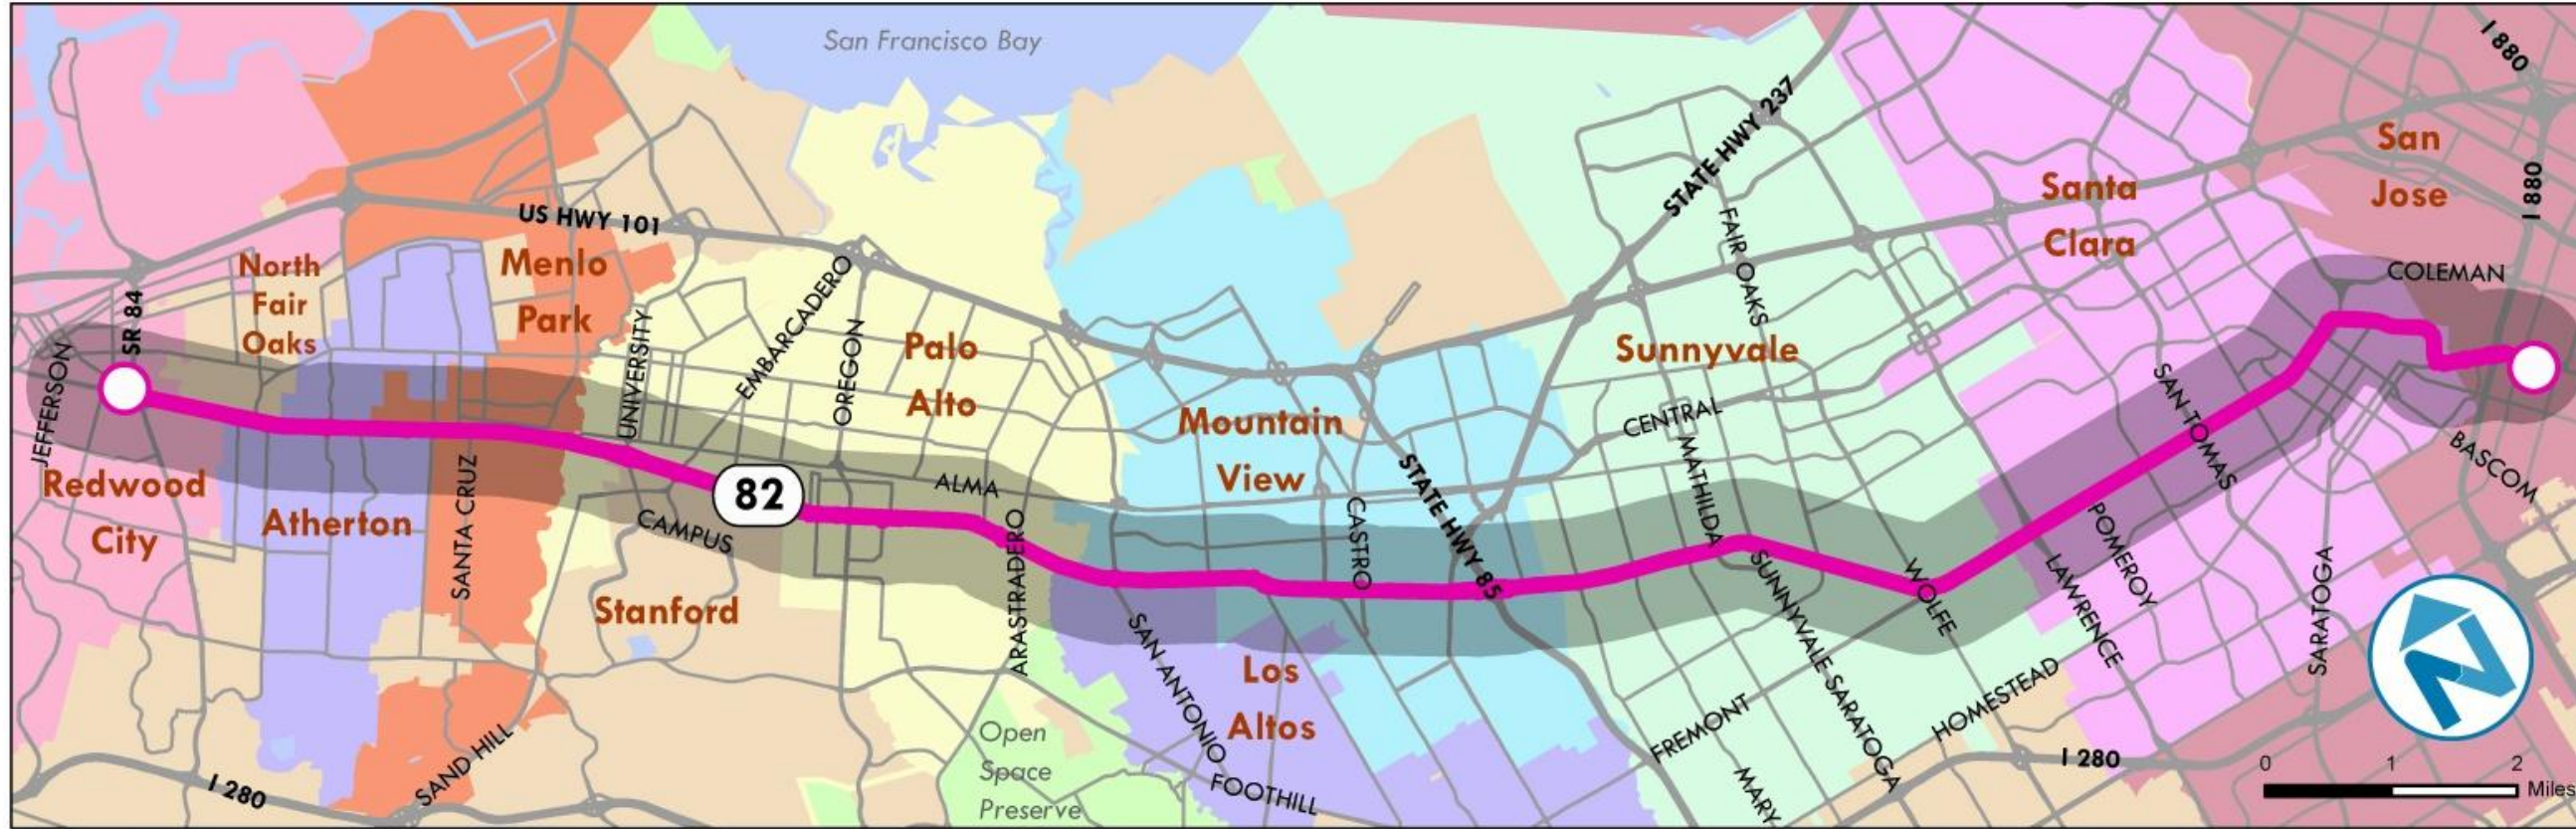 San Francisco Bay
I 880
STATE HWY 237
San
Jose
I 880
Santa
Clara
US HWY 101
FAIR OAKS
North
Fair
Oaks
Menlo
Park
COLEMAN
SR 84
EMBARCADERO
UNIVERSITY
OREGON
Palo
Alto
Sunnyvale
JEFFERSON
Mountain
View
CENTRAL
SAN TOMAS
BASCOM
Redwood
City
Atherton
SANTA CRUZ
82
ALMA
CAMPUS
ARASTRADERO
CASTRO
STATE HWY 85
MATHILDA
SUNNYVALE SARATOGA
WOLFE
LAWRENCE
POMEROY
SARATOGA
Stanford
SAN ANTONIO
Los
Altos
Open
Space
Preserve
FOOTHILL
FREMONT
HOMESTEAD
MARY
I 280
SAND HILL
I 280
N
0 1 2
Miles